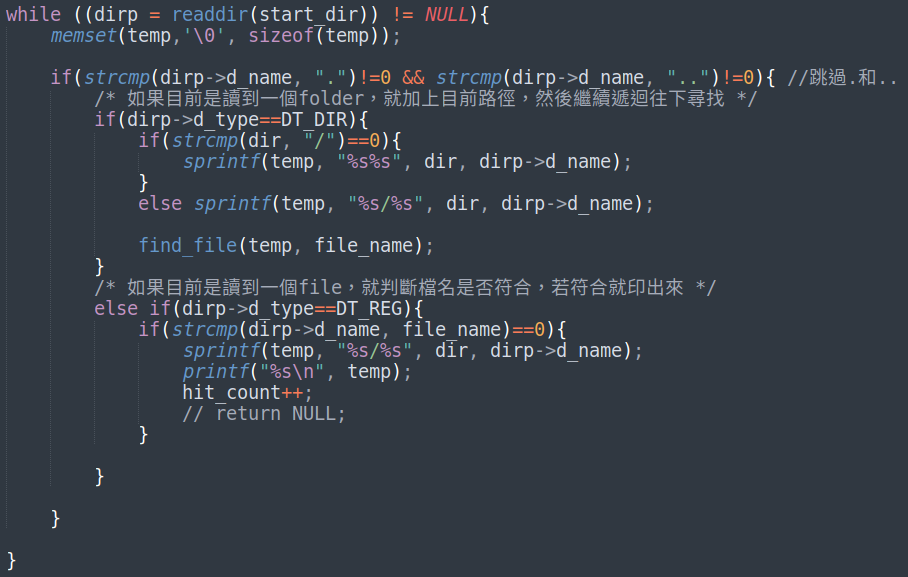 while ((dirp = readdir(start_dir)) != NULL){
memset(temp,'\0', sizeof(temp));
if(strcmp(dirp->d_name, ".")!=0 && strcmp(dirp->d_name, "..")!=0){ //跳過.和..
/* 如果目前是讀到一個folder，就加上目前路徑，然後繼續遞迴往下尋找 */
if(dirp->d_type==DT_DIR){
if(strcmp(dir, "/")==0){
sprintf(temp, "%s%s", dir, dirp->d_name);
}
else sprintf(temp, "%s/%s", dir, dirp->d_name);
find_file(temp, file_name);
}
/* 如果目前是讀到一個file，就判斷檔名是否符合，若符合就印出來 */
else if(dirp->d_type==DT_REG){
if(strcmp(dirp->d_name, file_name)==0){
sprintf(temp, "%s/%s", dir, dirp->d_name);
printf("%s\n", temp);
hit_count++;
// return NULL;
}
}
}
}